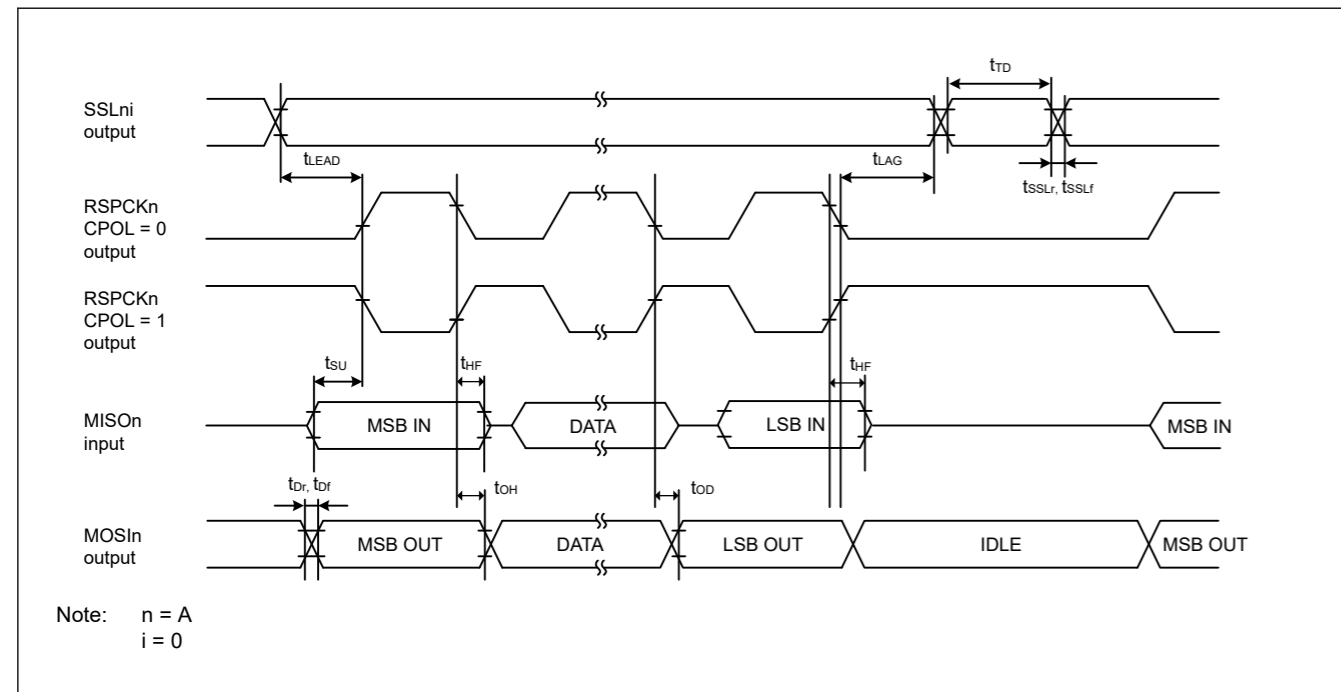 tTD
SSLni
output
tLEAD
tLAG
tSSLr, tSSLf
RSPCKn
CPOL = 0
output
RSPCKn
CPOL = 1
output
tSU
tHF
tHF
MISOn
input
MSB IN
DATA
LSB IN
MSB IN
tDr, tDf
tOH
tOD
MOSIn
output
MSB OUT
DATA
LSB OUT
IDLE
MSB OUT
Note: n = A
i = 0